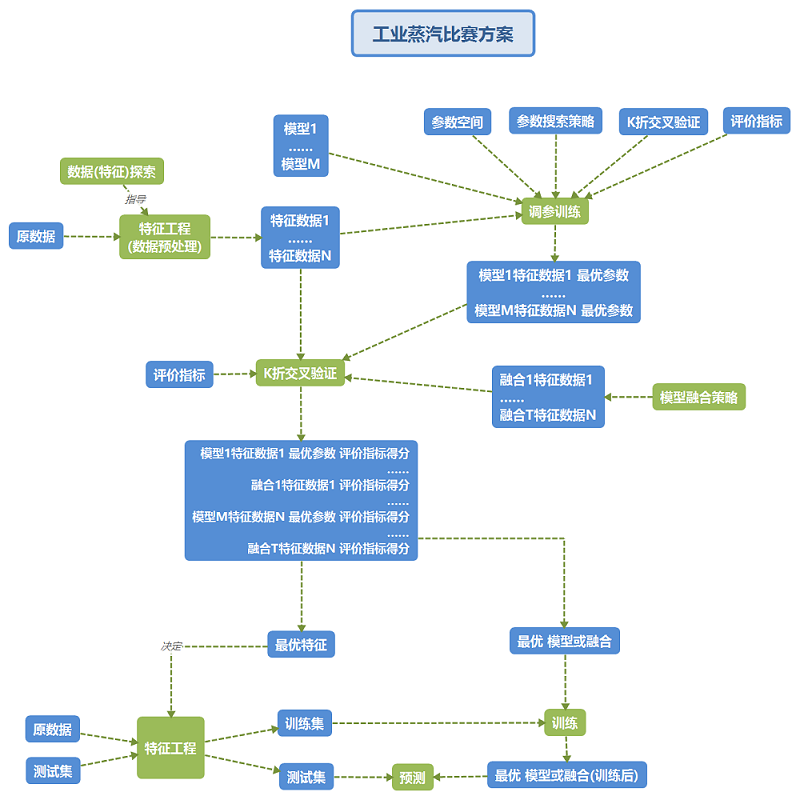 工业蒸汽比赛方案
模型1
......
模型M
参数空间
参数搜索策略
K折交叉验证
评价指标
数据(特征)探索
指导
原数据
特征工程
(数据预处理)
特征数据1
......
特征数据N
调参训练
模型1特征数据1 最优参数
......
模型M特征数据N 最优参数
评价指标
K折交叉验证
融合1特征数据1
......
融合T特征数据N
模型融合策略
模型1特征数据1 最优参数 评价指标得分
......
融合1特征数据1 评价指标得分
......
模型M特征数据N 最优参数 评价指标得分
......
融合T特征数据N 评价指标得分
决定
最优特征
最优 模型或融合
原数据
测试集
特征工程
训练集
训练
测试集
预测
最优 模型或融合(训练后)